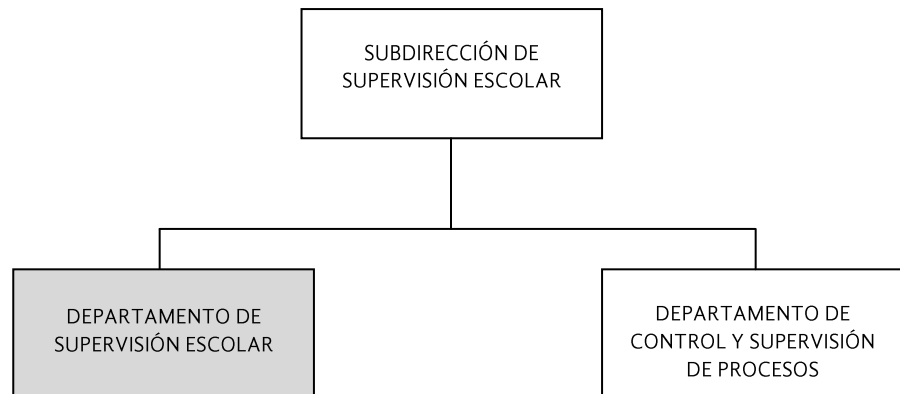 SUBDIRECCIÓN DE
SUPERVISIÓN ESCOLAR
DEPARTAMENTO DE
SUPERVISIÓN ESCOLAR
DEPARTAMENTO DE
CONTROL Y SUPERVISIÓN
DE PROCESOS